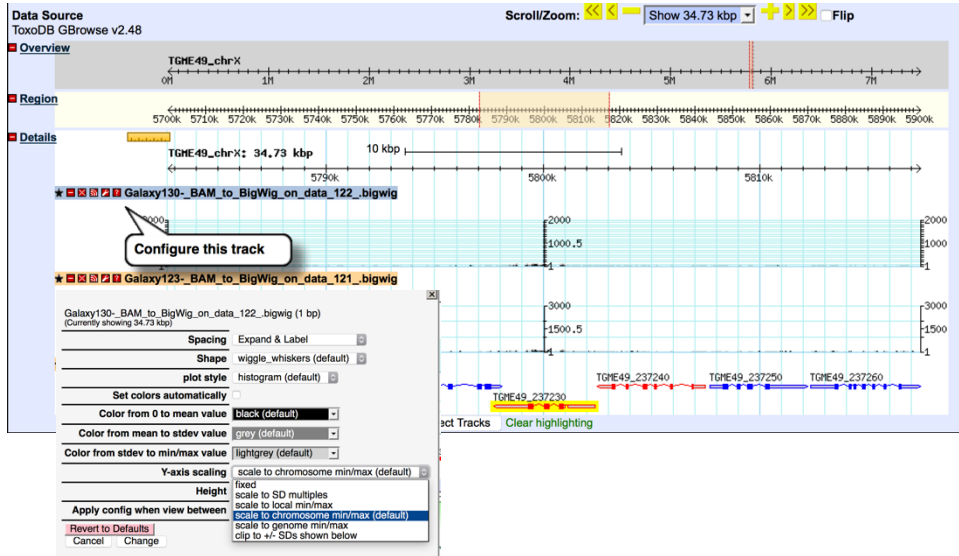 Data Source
ToxoDB GBrowse v2.48
Scroll/Zoom: << < Show 34.73 kbp > >> Flip
Overview
TGME49_chrX
0M 1M 2M 3M 4M 5M 6M 7M
Region
5700k 5710k 5720k 5730k 5740k 5750k 5760k 5770k 5780k 5790k 5800k 5810k 5820k 5830k 5840k 5850k 5860k 5870k 5880k 5890k 5900k
Details
TGME49_chrX: 34.73 kbp
10 kbp
5790k 5800k 5810k
Galaxy130-_BAM_to_BigWig_on_data_122_.bigwig
2000 2000
1000.5 1000
1 1
Configure this track
Galaxy123-_BAM_to_BigWig_on_data_121_.bigwig
3000 3000
1500.5 1500
1 1
TGME49_237240 TGME49_237250 TGME49_237260
TGME49_237230
ect Tracks Clear highlighting
Galaxy130-_BAM_to_BigWig_on_data_122_.bigwig (1 bp)
(Currently showing 34.73 kbp)
Spacing Expand & Label
Shape wiggle_whiskers (default)
plot style histogram (default)
Set colors automatically
Color from 0 to mean value black (default)
Color from mean to stdev value grey (default)
Color from stdev to min/max value lightgrey (default)
Y-axis scaling scale to chromosome min/max (default)
Height
Apply config when view between
fixed
scale to SD multiples
scale to local min/max
scale to chromosome min/max (default)
scale to genome min/max
clip to +/- SDs shown below
Revert to Defaults
Cancel Change